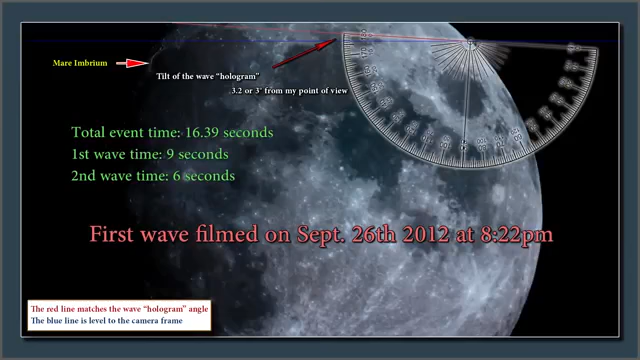 Mare Imbrium
Tilt of the wave "hologram"
3.2 or 3° from my point of view
Total event time: 16.39 seconds
1st wave time: 9 seconds
2nd wave time: 6 seconds
First wave filmed on Sept. 26th 2012 at 8:22pm
The red line matches the wave "hologram" angle
The blue line is level to the camera frame